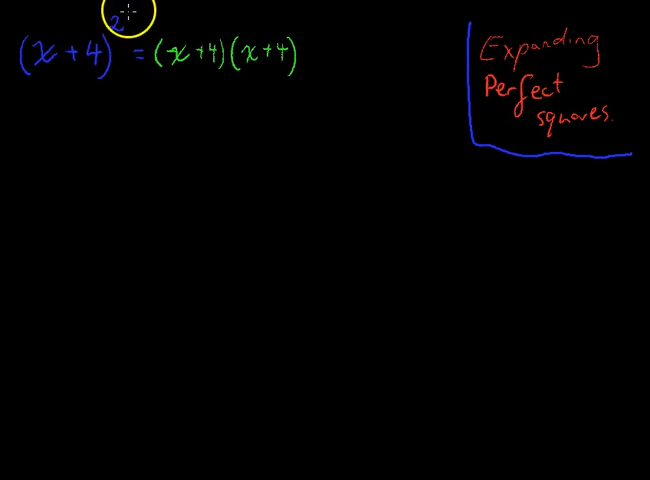 (x + 4)² = (x + 4)(x + 4)
Expanding
Perfect
squares.